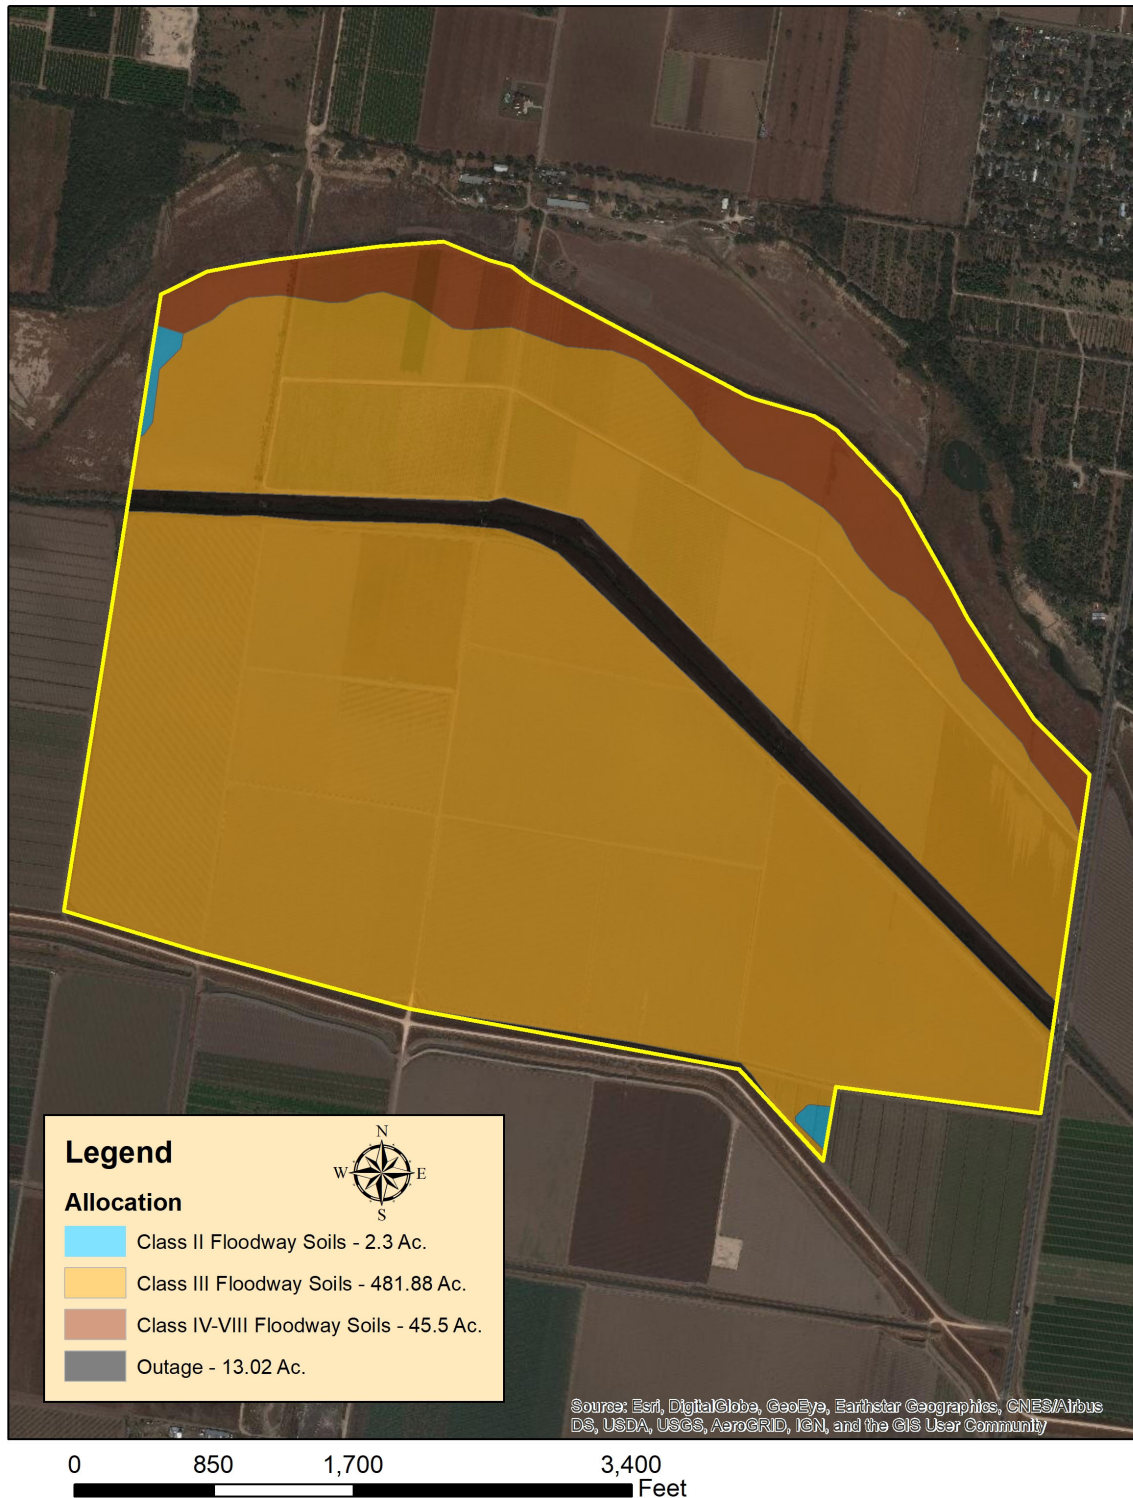 Legend
N
W E
S
Allocation
Class II Floodway Soils - 2.3 Ac.
Class III Floodway Soils - 481.88 Ac.
Class IV-VIII Floodway Soils - 45.5 Ac.
Outage - 13.02 Ac.
Source: Esri, DigitalGlobe, GeoEye, Earthstar Geographics, CNES/Airbus
DS, USDA, USGS, AeroGRID, IGN, and the GIS User Community
0 850 1,700 3,400
Feet